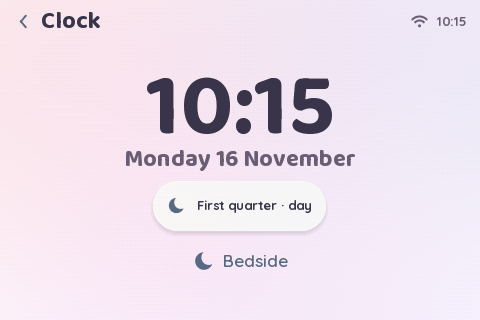 Clock
10:15
10:15
Monday 16 November
First quarter · day
Bedside